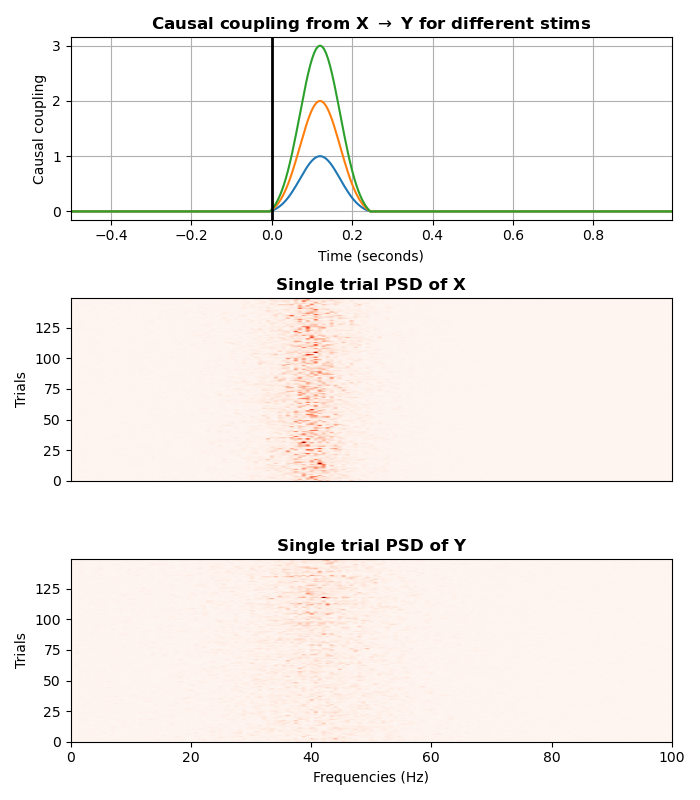 Causal coupling from X → Y for different stims
3
2
1
0
Causal coupling
−0.4 −0.2 0.0 0.2 0.4 0.6 0.8
Time (seconds)
Single trial PSD of X
125
100
75
50
25
0
Trials
Single trial PSD of Y
125
100
75
50
25
0
Trials
0 20 40 60 80 100
Frequencies (Hz)